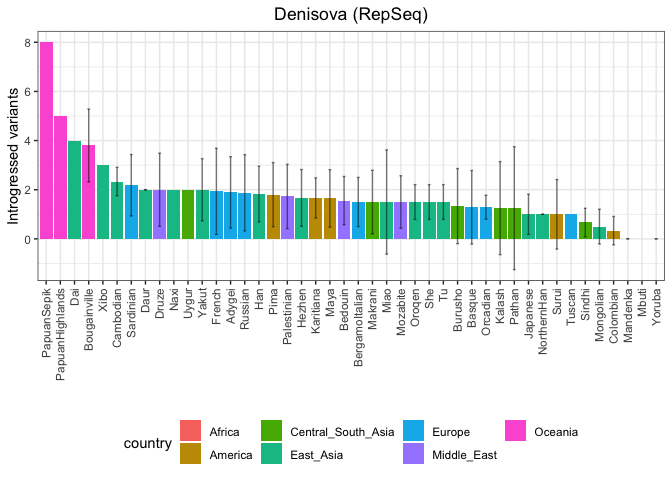 Denisova (RepSeq)
Introgressed variants
8
6
4
2
0
PapuanSepik
PapuanHighlands
Dai
Bougainville
Xibo
Cambodian
Sardinian
Daur
Druze
Naxi
Uygur
Yakut
French
Adygei
Russian
Han
Pima
Palestinian
Hezhen
Karitiana
Maya
Bedouin
BergamoItalian
Makrani
Miao
Mozabite
Oroqen
She
Tu
Burusho
Basque
Orcadian
Kalash
Pathan
Japanese
NorthernHan
Surui
Tuscan
Sindhi
Mongolian
Colombian
Mandenka
Mbuti
Yoruba
country
Africa
Central_South_Asia
Europe
Oceania
America
East_Asia
Middle_East